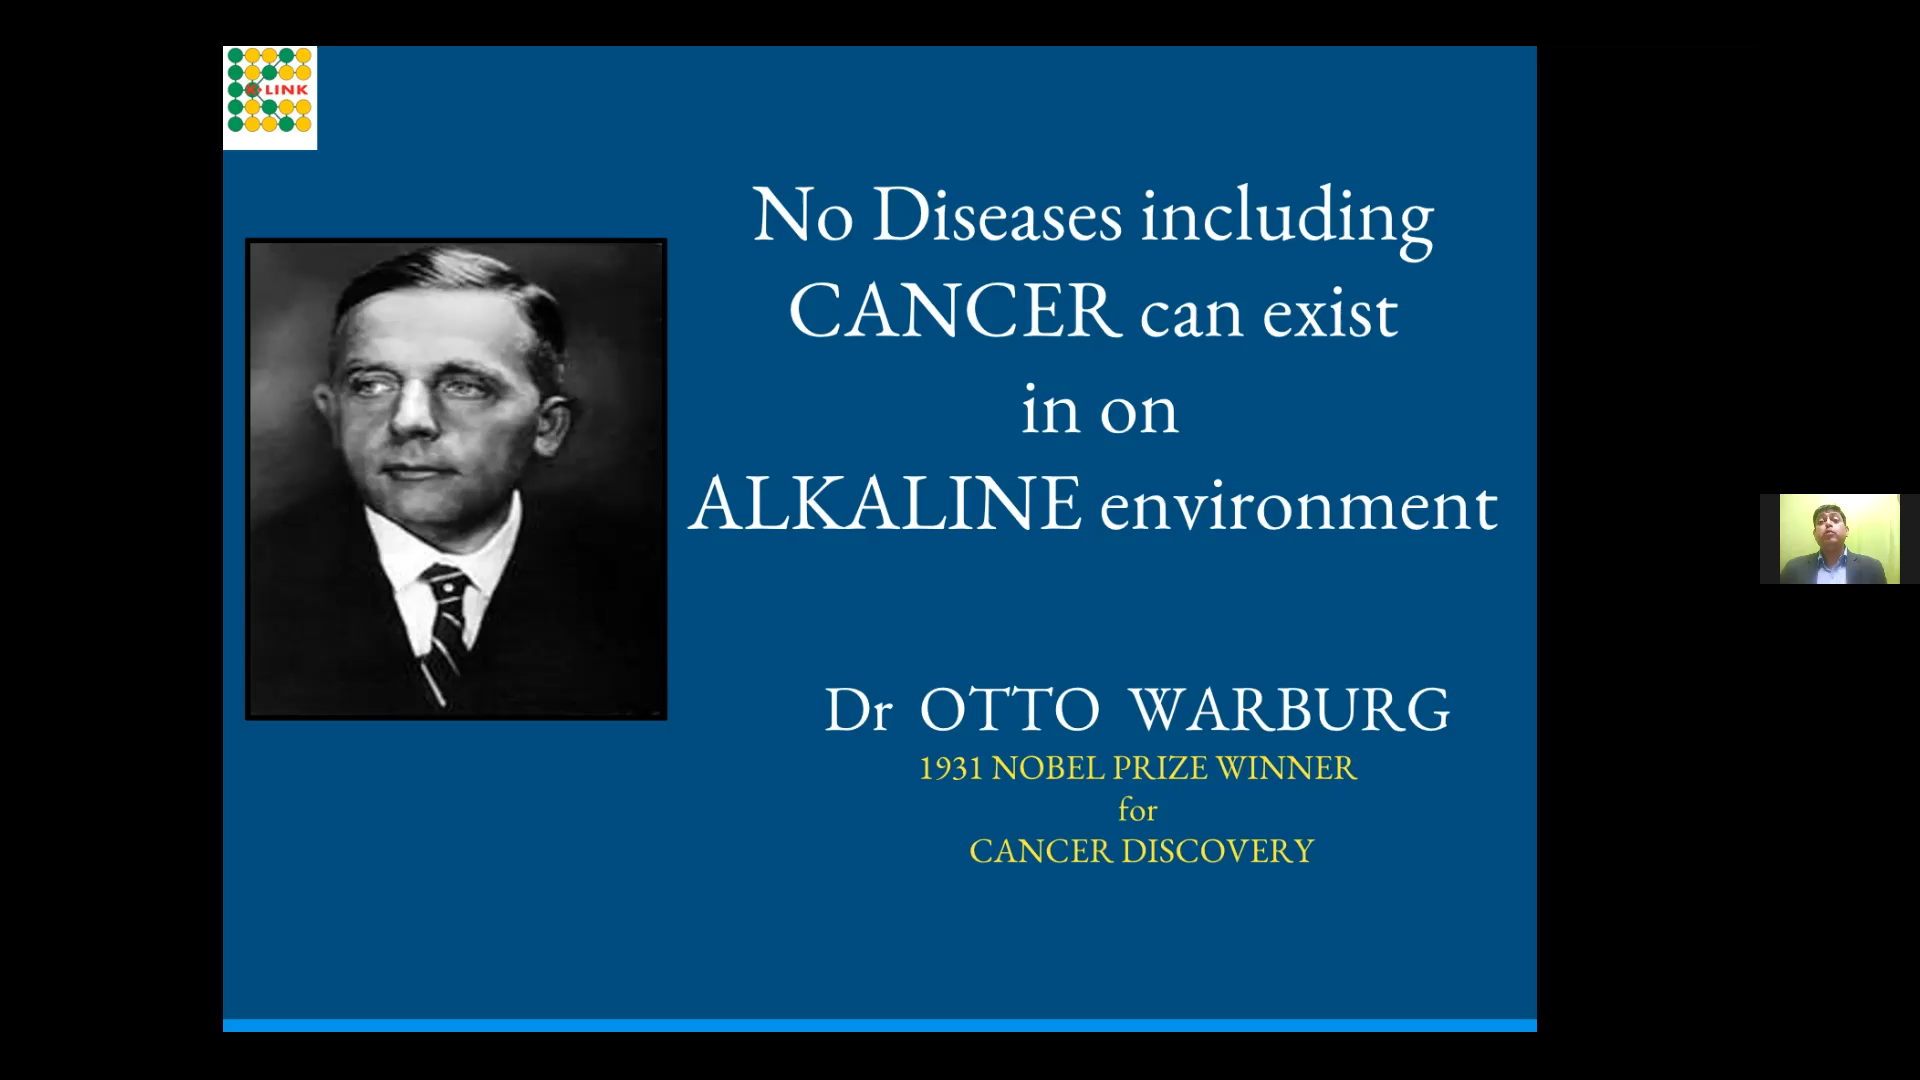 K-LINK
No Diseases including
CANCER can exist
in on
ALKALINE environment
Dr OTTO WARBURG
1931 NOBEL PRIZE WINNER
for
CANCER DISCOVERY